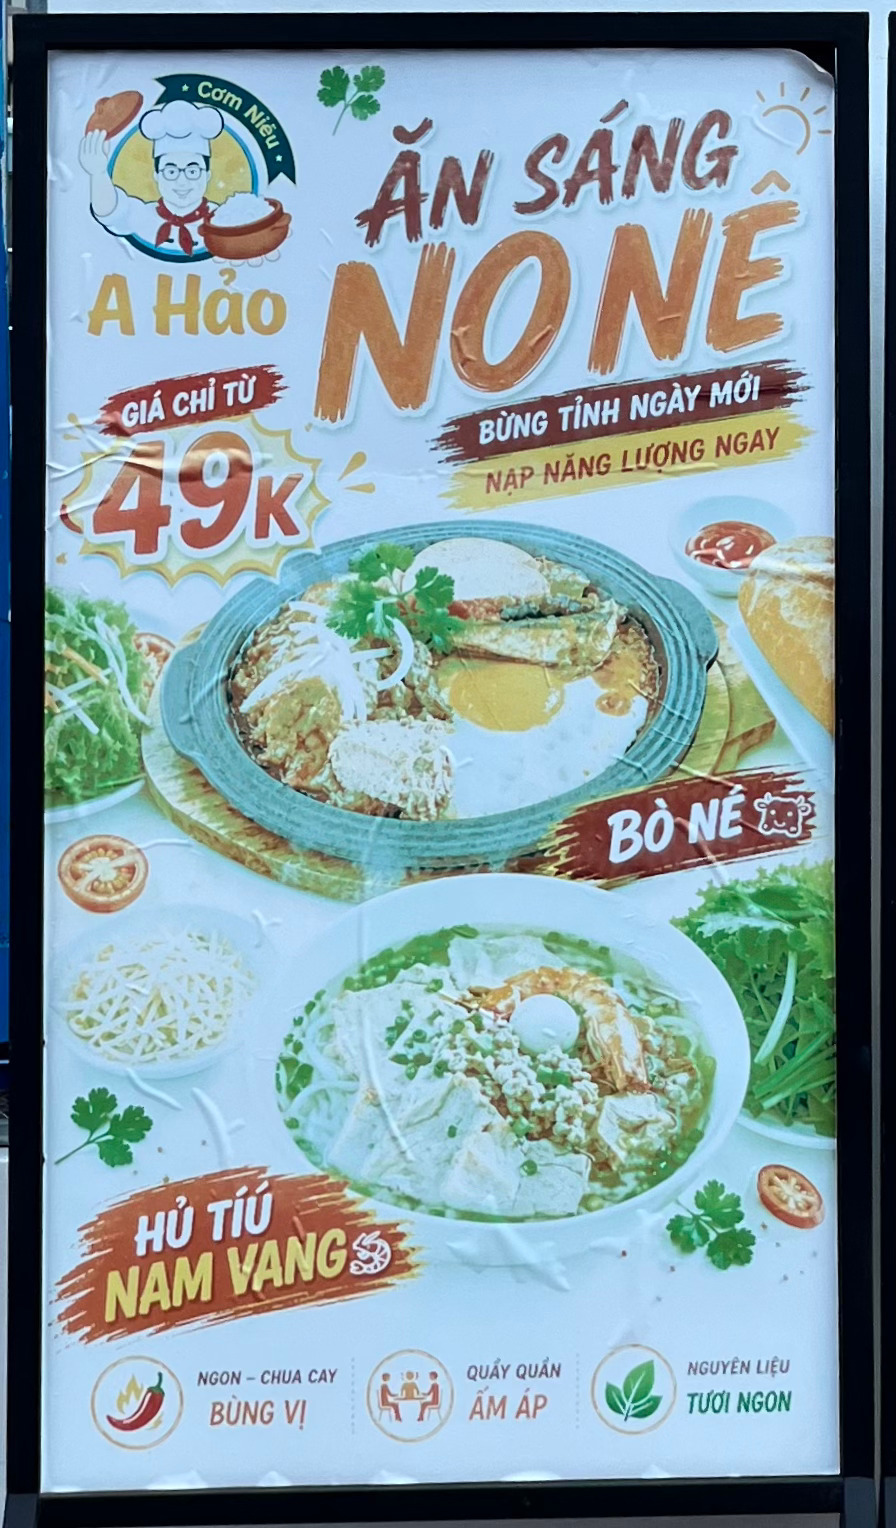 Cơm Niêu
A Hảo
ĂN SÁNG
NO NÊ
BỪNG TỈNH NGÀY MỚI
NẠP NĂNG LƯỢNG NGAY
GIÁ CHỈ TỪ
49K
BÒ NÉ
HỦ TÍÚ
NAM VANG
NGON – CHUA CAY
BÙNG VỊ
QUẦY QUẦN
ẤM ÁP
NGUYÊN LIỆU
TƯƠI NGON